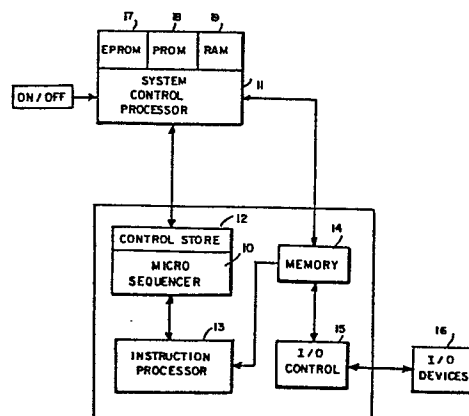 17 18 19
EPROM PROM RAM
SYSTEM
CONTROL
PROCESSOR
11
ON/OFF
12
CONTROL STORE
10
MICRO
SEQUENCER
14
MEMORY
13
INSTRUCTION
PROCESSOR
15
I/O
CONTROL
16
I/O
DEVICES